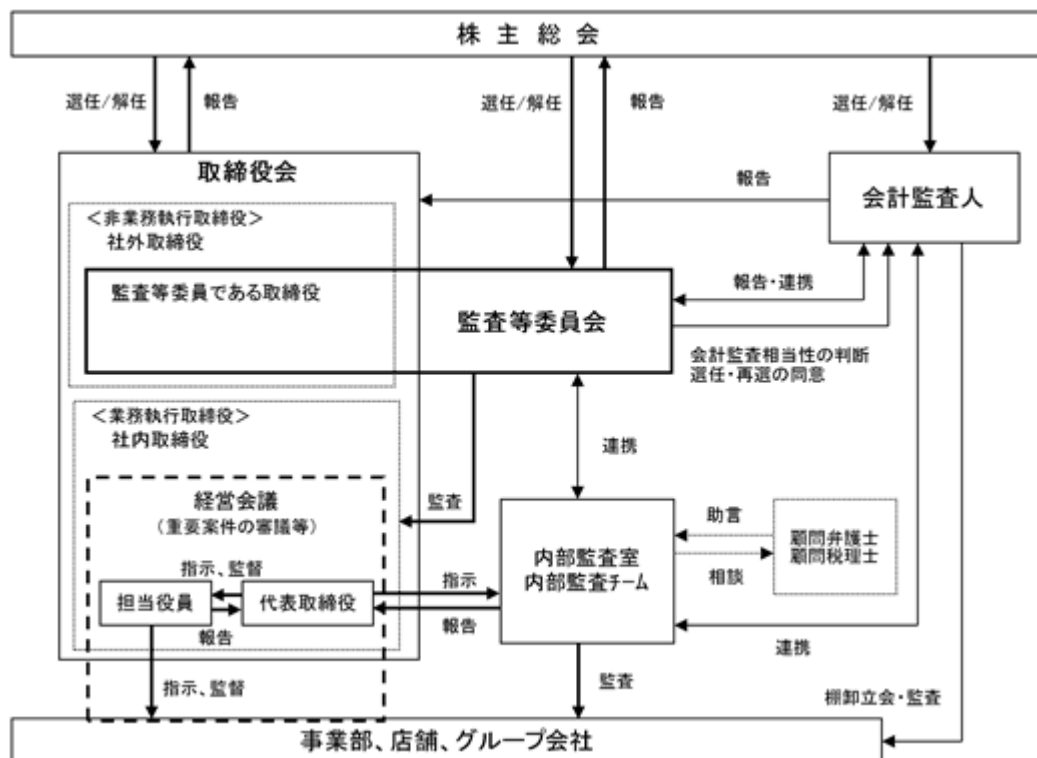 株 主 総 会
選任/解任
報告
選任/解任
報告
選任/解任
取締役会
報告
会計監査人
＜非業務執行取締役＞
社外取締役
監査等委員である取締役
監査等委員会
報告・連携
会計監査相当性の判断
選任・再選の同意
＜業務執行取締役＞
社内取締役
連携
経営会議
（重要案件の審議等）
監査
助言
顧問弁護士
顧問税理士
相談
内部監査室
内部監査チーム
指示、監督
指示
担当役員
代表取締役
報告
報告
連携
指示、監督
監査
棚卸立会・監査
事業部、店舗、グループ会社